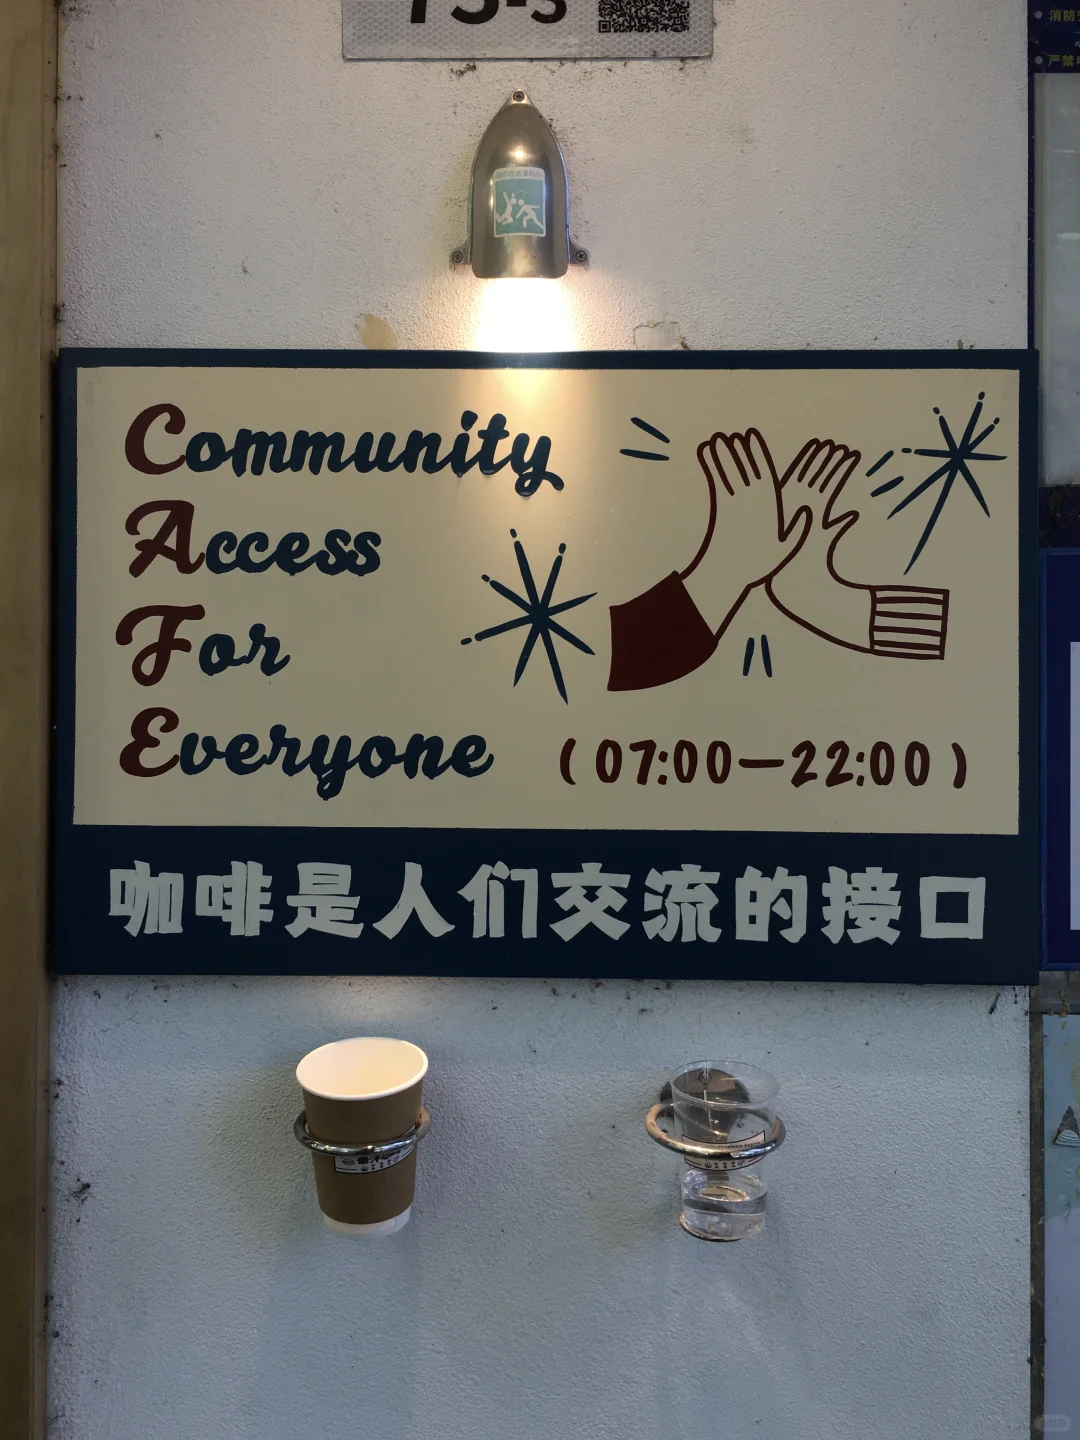 Community
Access
For
Everyone
(07:00—22:00)
咖啡是人们交流的接口